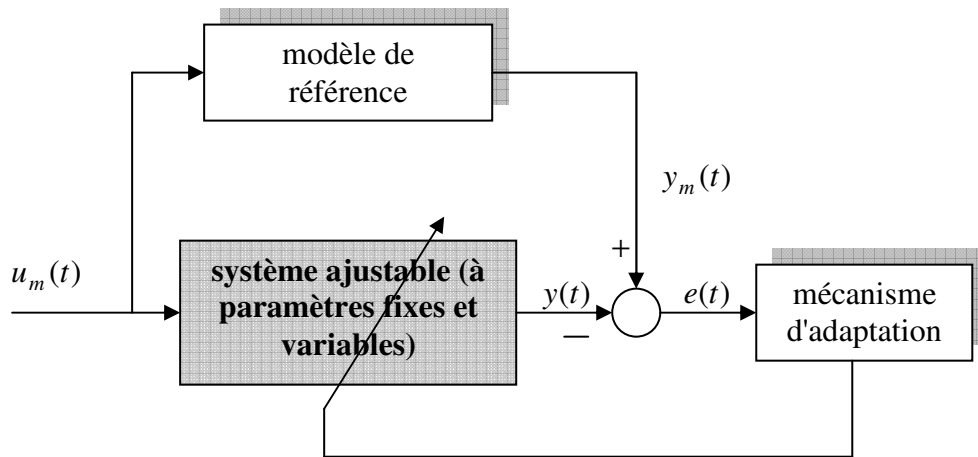 modèle de
référence
y_m(t)
u_m(t)
système ajustable (à
paramètres fixes et
variables)
y(t)
+
−
e(t)
mécanisme
d'adaptation